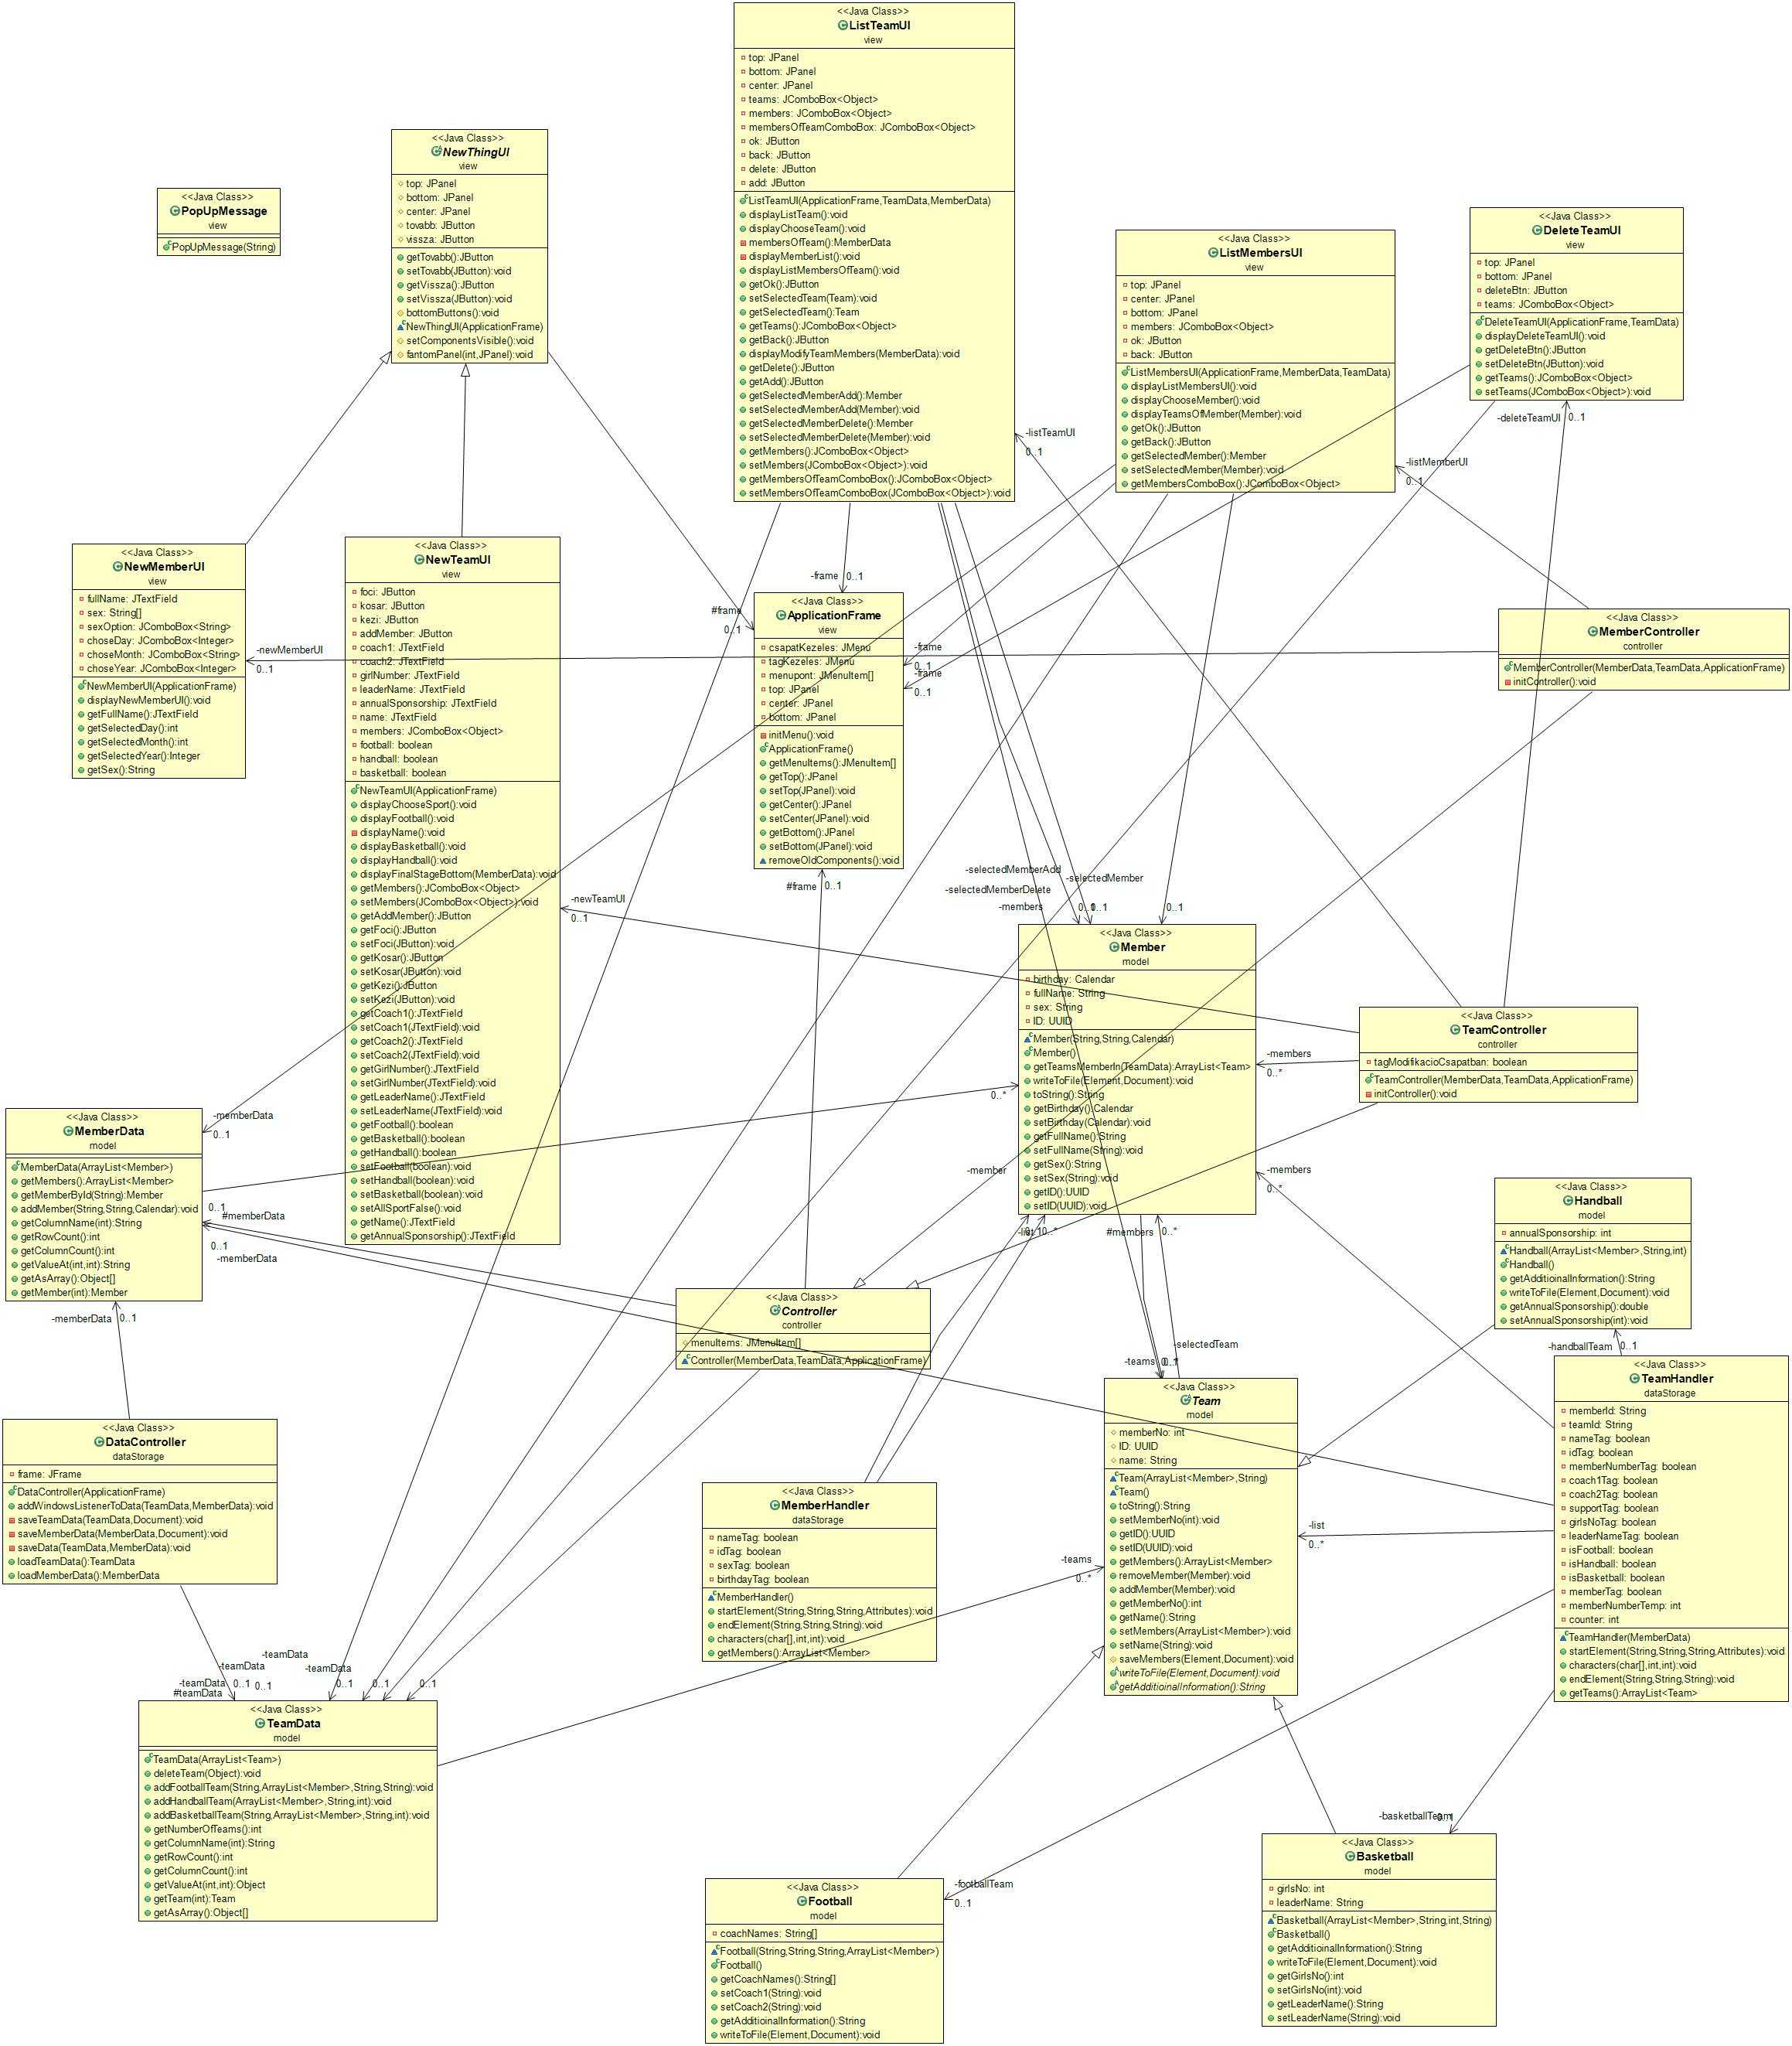 <<Java Class>>
ListTeamUI
view
top: JPanel
bottom: JPanel
center: JPanel
teams: JComboBox<Object>
members: JComboBox<Object>
membersOfTeamComboBox: JComboBox<Object>
ok: JButton
back: JButton
delete: JButton
add: JButton
ListTeamUI(ApplicationFrame,TeamData,MemberData)
displayListTeam():void
displayChooseTeam():void
membersOfTeam():MemberData
displayMemberList():void
displayListMembersOfTeam():void
getOk():JButton
setSelectedTeam(Team):void
getSelectedTeam():Team
getTeams():JComboBox<Object>
getBack():JButton
displayModifyTeamMembers(MemberData):void
getDelete():JButton
getAdd():JButton
getSelectedMemberAdd():Member
setSelectedMemberAdd(Member):void
getSelectedMemberDelete():Member
setSelectedMemberDelete(Member):void
getMembers():JComboBox<Object>
setMembers(JComboBox<Object>):void
getMembersOfTeamComboBox():JComboBox<Object>
setMembersOfTeamComboBox(JComboBox<Object>):void
<<Java Class>>
NewThingUI
view
top: JPanel
bottom: JPanel
center: JPanel
tovabb: JButton
vissza: JButton
getTovabb():JButton
setTovabb(JButton):void
getVissza():JButton
setVissza(JButton):void
bottomButtons():void
NewThingUI(ApplicationFrame)
setComponentsVisible():void
fantomPanel(int,JPanel):void
<<Java Class>>
PopUpMessage
view
PopUpMessage(String)
<<Java Class>>
ListMembersUI
view
top: JPanel
center: JPanel
bottom: JPanel
members: JComboBox<Object>
ok: JButton
back: JButton
ListMembersUI(ApplicationFrame,MemberData,TeamData)
displayListMembersUI():void
displayChooseMember():void
displayTeamsOfMember(Member):void
getOk():JButton
getBack():JButton
getSelectedMember():Member
setSelectedMember(Member):void
getMembersComboBox():JComboBox<Object>
<<Java Class>>
DeleteTeamUI
view
top: JPanel
bottom: JPanel
deleteBtn: JButton
teams: JComboBox<Object>
DeleteTeamUI(ApplicationFrame,TeamData)
displayDeleteTeamUI():void
getDeleteBtn():JButton
setDeleteBtn(JButton):void
getTeams():JComboBox<Object>
setTeams(JComboBox<Object>):void
-deleteTeamUI
0..1
-listTeamUI
0..1
-listMemberUI
0..1
<<Java Class>>
NewMemberUI
view
fullName: JTextField
sex: String[]
sexOption: JComboBox<String>
choseDay: JComboBox<Integer>
choseMonth: JComboBox<String>
choseYear: JComboBox<Integer>
NewMemberUI(ApplicationFrame)
displayNewMemberUI():void
getFullName():JTextField
getSelectedDay():int
getSelectedMonth():int
getSelectedYear():Integer
getSex():String
-newMemberUI
0..1
<<Java Class>>
NewTeamUI
view
foci: JButton
kosar: JButton
kezi: JButton
addMember: JButton
coach1: JTextField
coach2: JTextField
girlNumber: JTextField
leaderName: JTextField
annualSponsorship: JTextField
name: JTextField
members: JComboBox<Object>
football: boolean
handball: boolean
basketball: boolean
NewTeamUI(ApplicationFrame)
displayChooseSport():void
displayFootball():void
displayName():void
displayBasketball():void
displayHandball():void
displayFinalStageBottom(MemberData):void
getMembers():JComboBox<Object>
setMembers(JComboBox<Object>):void
getAddMember():JButton
getFoci():JButton
setFoci(JButton):void
getKosar():JButton
setKosar(JButton):void
getKezi():JButton
setKezi(JButton):void
getCoach1():JTextField
setCoach1(JTextField):void
getCoach2():JTextField
setCoach2(JTextField):void
getGirlNumber():JTextField
setGirlNumber(JTextField):void
getLeaderName():JTextField
setLeaderName(JTextField):void
getFootball():boolean
getBasketball():boolean
getHandball():boolean
setFootball(boolean):void
setHandball(boolean):void
setBasketball(boolean):void
setAllSportFalse():void
getName():JTextField
getAnnualSponsorship():JTextField
-newTeamUI
0..1
-frame
0..1
#frame
0..1
<<Java Class>>
ApplicationFrame
view
csapatKezeles: JMenu
tagKezeles: JMenu
menupont: JMenuItem[]
top: JPanel
center: JPanel
bottom: JPanel
initMenu():void
ApplicationFrame()
getMenuItems():JMenuItem[]
getTop():JPanel
setTop(JPanel):void
getCenter():JPanel
setCenter(JPanel):void
getBottom():JPanel
setBottom(JPanel):void
removeOldComponents():void
-frame
0..1
-frame
0..1
#frame
0..1
<<Java Class>>
MemberController
controller
MemberController(MemberData,TeamData,ApplicationFrame)
initController():void
-selectedMemberAdd
-selectedMember
-selectedMemberDelete
-members
0..1
0..1
0..1
<<Java Class>>
Member
model
birthday: Calendar
fullName: String
sex: String
ID: UUID
Member(String,String,Calendar)
Member()
getTeamsMemberIn(TeamData):ArrayList<Team>
writeToFile(Element,Document):void
toString():String
getBirthday():Calendar
setBirthday(Calendar):void
getFullName():String
setFullName(String):void
getSex():String
setSex(String):void
getID():UUID
setID(UUID):void
-members
0..*
-members
0..*
0..*
-member
-list
0..1
0..*
#members
0..*
<<Java Class>>
TeamController
controller
tagModifikacioCsapatban: boolean
TeamController(MemberData,TeamData,ApplicationFrame)
initController():void
<<Java Class>>
MemberData
model
MemberData(ArrayList<Member>)
getMembers():ArrayList<Member>
getMemberById(String):Member
addMember(String,String,Calendar):void
getColumnName(int):String
getRowCount():int
getColumnCount():int
getValueAt(int,int):String
getAsArray():Object[]
getMember(int):Member
-memberData
0..1
0..1
#memberData
0..1
-memberData
-memberData
0..1
<<Java Class>>
Handball
model
annualSponsorship: int
Handball(ArrayList<Member>,String,int)
Handball()
getAdditioinalInformation():String
writeToFile(Element,Document):void
getAnnualSponsorship():double
setAnnualSponsorship(int):void
-handballTeam
0..1
<<Java Class>>
Controller
controller
menuItems: JMenuItem[]
Controller(MemberData,TeamData,ApplicationFrame)
-selectedTeam
-teams
0..1
<<Java Class>>
Team
model
memberNo: int
ID: UUID
name: String
Team(ArrayList<Member>,String)
Team()
toString():String
setMemberNo(int):void
getID():UUID
setID(UUID):void
getMembers():ArrayList<Member>
removeMember(Member):void
addMember(Member):void
getMemberNo():int
getName():String
setMembers(ArrayList<Member>):void
setName(String):void
saveMembers(Element,Document):void
writeToFile(Element,Document):void
getAdditioinalInformation():String
-list
0..*
-teams
0..*
<<Java Class>>
TeamHandler
dataStorage
memberId: String
teamId: String
nameTag: boolean
idTag: boolean
memberNumberTag: boolean
coach1Tag: boolean
coach2Tag: boolean
supportTag: boolean
girlsNoTag: boolean
leaderNameTag: boolean
isFootball: boolean
isHandball: boolean
isBasketball: boolean
memberTag: boolean
memberNumberTemp: int
counter: int
TeamHandler(MemberData)
startElement(String,String,String,Attributes):void
characters(char[],int,int):void
endElement(String,String,String):void
getTeams():ArrayList<Team>
<<Java Class>>
DataController
dataStorage
frame: JFrame
DataController(ApplicationFrame)
addWindowsListenerToData(TeamData,MemberData):void
saveTeamData(TeamData,Document):void
saveMemberData(MemberData,Document):void
saveData(TeamData,MemberData):void
loadTeamData():TeamData
loadMemberData():MemberData
<<Java Class>>
MemberHandler
dataStorage
nameTag: boolean
idTag: boolean
sexTag: boolean
birthdayTag: boolean
MemberHandler()
startElement(String,String,String,Attributes):void
endElement(String,String,String):void
characters(char[],int,int):void
getMembers():ArrayList<Member>
-teamData
-teamData
-teamData
-teamData
#teamData
0..1
0..1
0..1
0..1
0..1
<<Java Class>>
TeamData
model
TeamData(ArrayList<Team>)
deleteTeam(Object):void
addFootballTeam(String,ArrayList<Member>,String,String):void
addHandballTeam(ArrayList<Member>,String,int):void
addBasketballTeam(String,ArrayList<Member>,String,int):void
getNumberOfTeams():int
getColumnName(int):String
getRowCount():int
getColumnCount():int
getValueAt(int,int):Object
getTeam(int):Team
getAsArray():Object[]
-footballTeam
0..1
<<Java Class>>
Football
model
coachNames: String[]
Football(String,String,String,ArrayList<Member>)
Football()
getCoachNames():String[]
setCoach1(String):void
setCoach2(String):void
getAdditioinalInformation():String
writeToFile(Element,Document):void
-basketballTeam
0..1
<<Java Class>>
Basketball
model
girlsNo: int
leaderName: String
Basketball(ArrayList<Member>,String,int,String)
Basketball()
getAdditioinalInformation():String
writeToFile(Element,Document):void
getGirlsNo():int
setGirlsNo(int):void
getLeaderName():String
setLeaderName(String):void